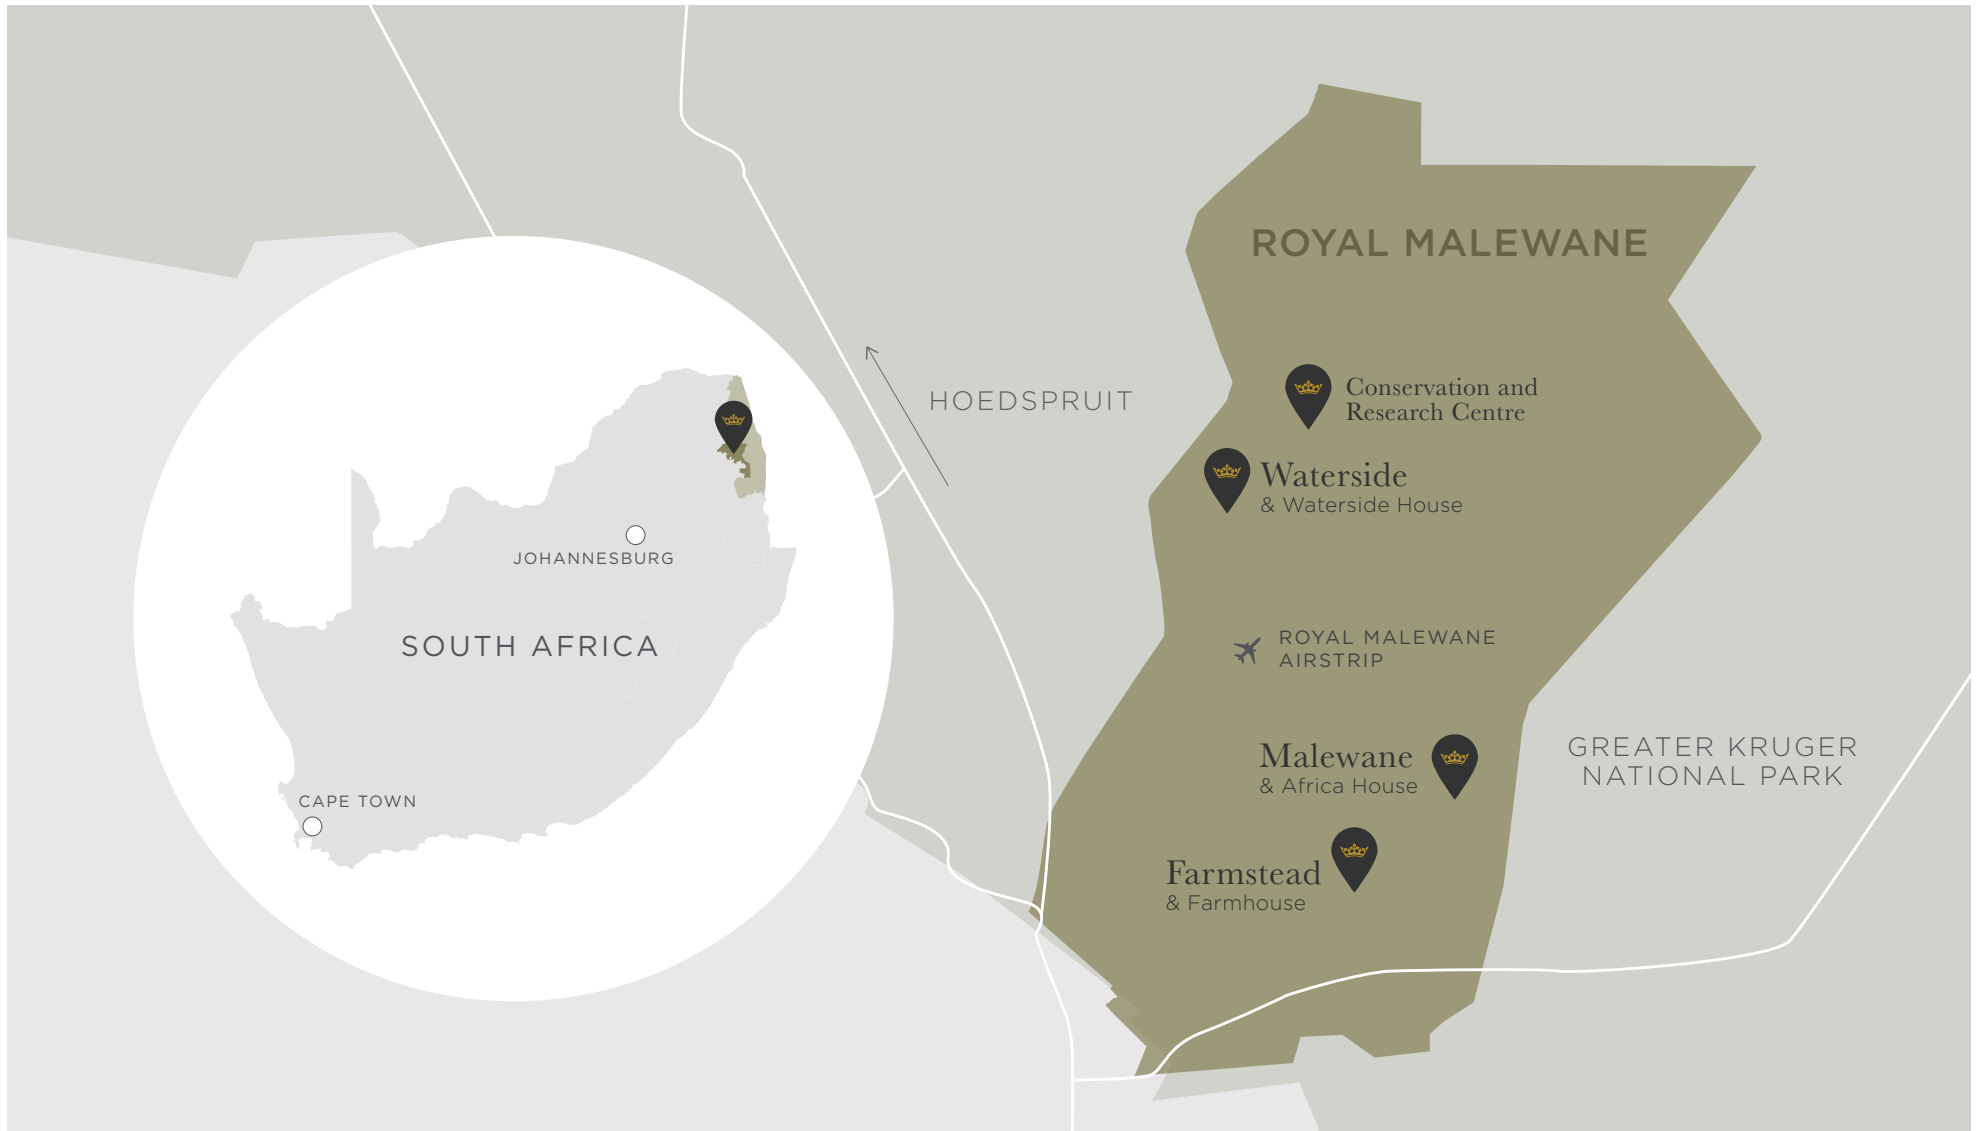 ROYAL MALEWANE
HOEDSPRUIT
Conservation and
Research Centre
Waterside
& Waterside House
JOHANNESBURG
SOUTH AFRICA
ROYAL MALEWANE
AIRSTRIP
GREATER KRUGER
NATIONAL PARK
Malewane
& Africa House
CAPE TOWN
Farmstead
& Farmhouse